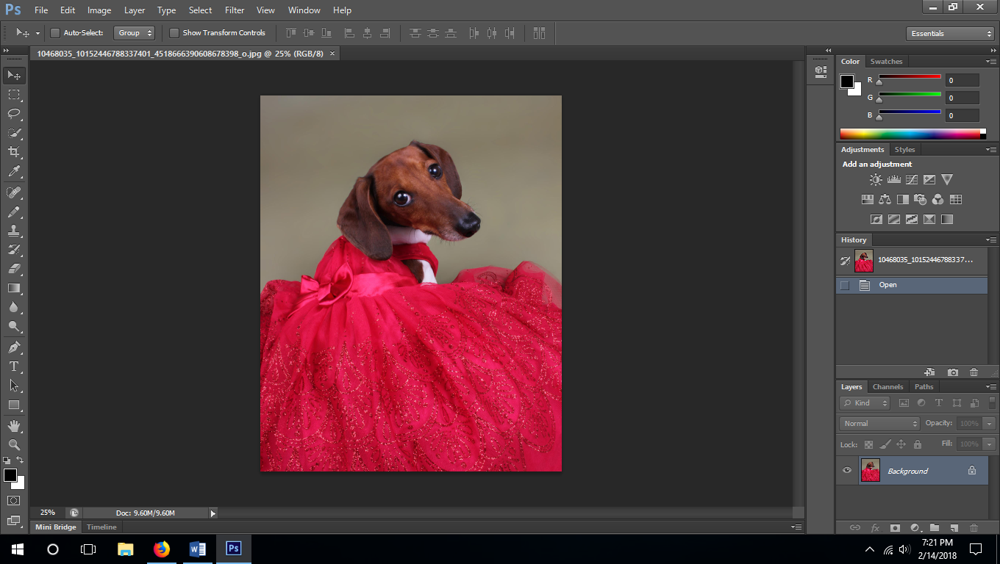 Ps File Edit Image Layer Type Select Filter View Window Help
Auto-Select: Group Show Transform Controls Essentials
10468035_10152446788337401_4518666390608678398_o.jpg @ 25% (RGB/8) ×
Color Swatches
R 0
G 0
B 0
Adjustments Styles
Add an adjustment
History
10468035_10152446788337...
Open
Layers Channels Paths
Kind
Normal Opacity: 100%
Lock: Fill: 100%
Background
fx
T
25% Doc: 9.60M/9.60M
Mini Bridge Timeline
Ps
7:21 PM
2/14/2018